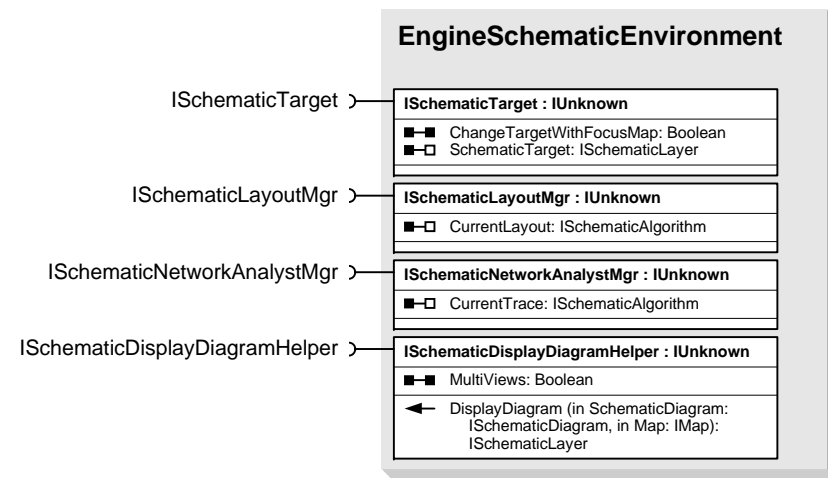 EngineSchematicEnvironment
ISchematicTarget
ISchematicTarget : IUnknown
ChangeTargetWithFocusMap: Boolean
SchematicTarget: ISchematicLayer
ISchematicLayoutMgr
ISchematicLayoutMgr : IUnknown
CurrentLayout: ISchematicAlgorithm
ISchematicNetworkAnalystMgr
ISchematicNetworkAnalystMgr : IUnknown
CurrentTrace: ISchematicAlgorithm
ISchematicDisplayDiagramHelper
ISchematicDisplayDiagramHelper : IUnknown
MultiViews: Boolean
DisplayDiagram (in SchematicDiagram:
ISchematicDiagram, in Map: IMap):
ISchematicLayer